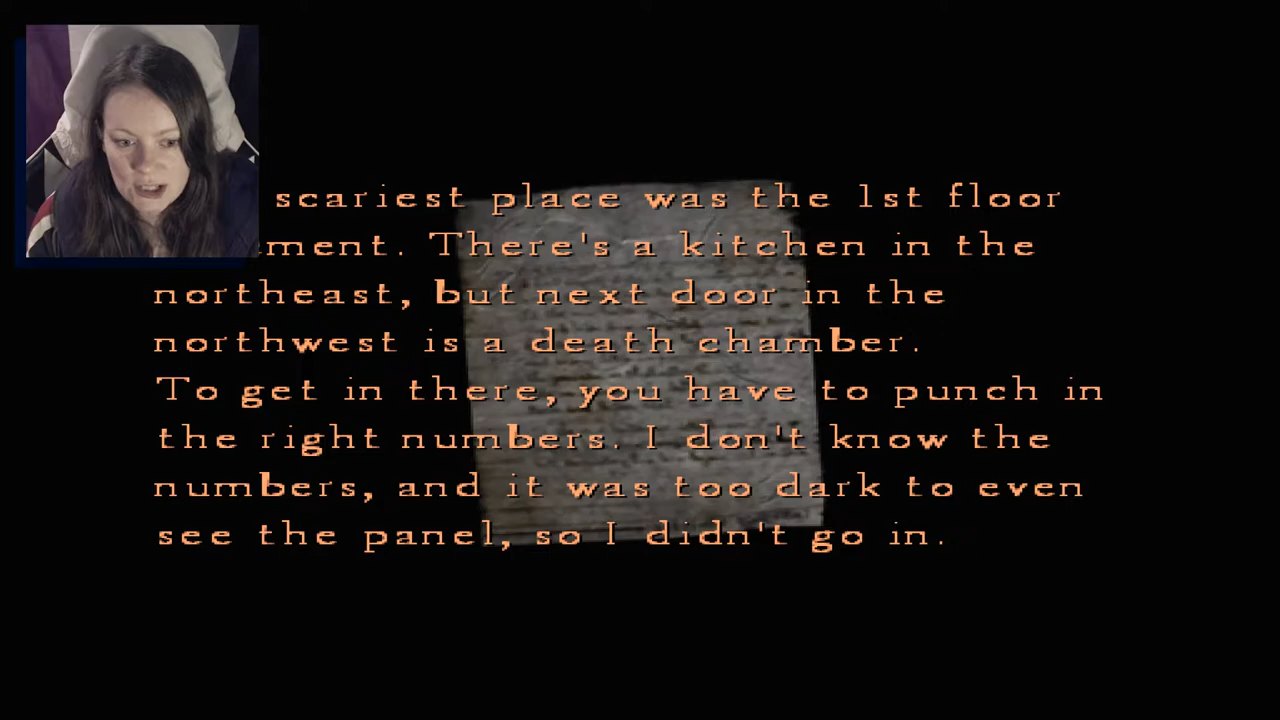 scariest place was the 1st floor
ement. There's a kitchen in the
northeast, but next door in the
northwest is a death chamber.
To get in there, you have to punch in
the right numbers. I don't know the
numbers, and it was too dark to even
see the panel, so I didn't go in.